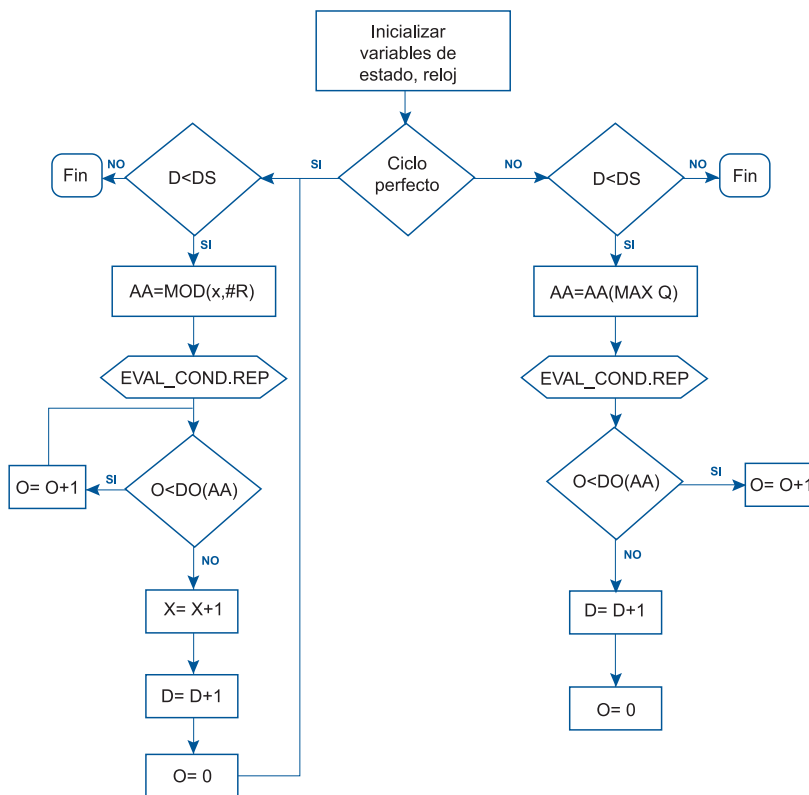 Inicializar
variables de
estado, reloj
Fin
NO
D<DS
SI
Ciclo
perfecto
NO
D<DS
NO
Fin
SI
SI
AA=MOD(x,#R)
AA=AA(MAX Q)
EVAL_COND.REP
EVAL_COND.REP
O= O+1
SI
O<DO(AA)
O<DO(AA)
SI
O= O+1
NO
NO
X= X+1
D= D+1
D= D+1
O= 0
O= 0